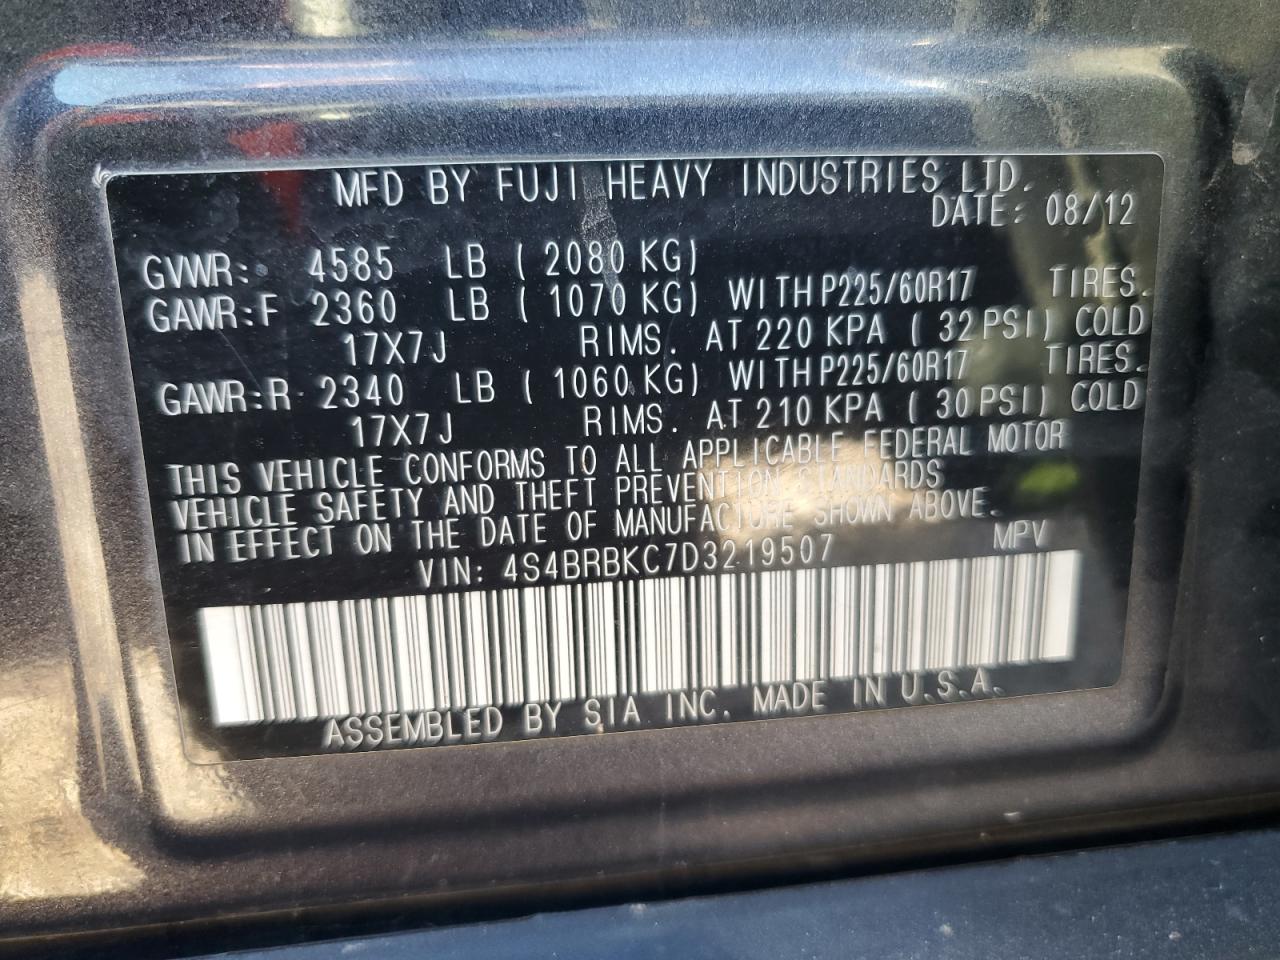 MFD BY FUJI HEAVY INDUSTRIES LTD.
DATE: 08/12
GVWR: 4585 LB ( 2080 KG)
GAWR:F 2360 LB ( 1070 KG) WITH P225/60R17 TIRES.
17X7J RIMS. AT 220 KPA ( 32 PSI) COLD
GAWR:R 2340 LB ( 1060 KG) WITH P225/60R17 TIRES.
17X7J RIMS. AT 210 KPA ( 30 PSI) COLD
THIS VEHICLE CONFORMS TO ALL APPLICABLE FEDERAL MOTOR
VEHICLE SAFETY AND THEFT PREVENTION STANDARDS
IN EFFECT ON THE DATE OF MANUFACTURE SHOWN ABOVE.
VIN: 4S4BRBKC7D3219507 MPV
ASSEMBLED BY SIA INC. MADE IN U.S.A.